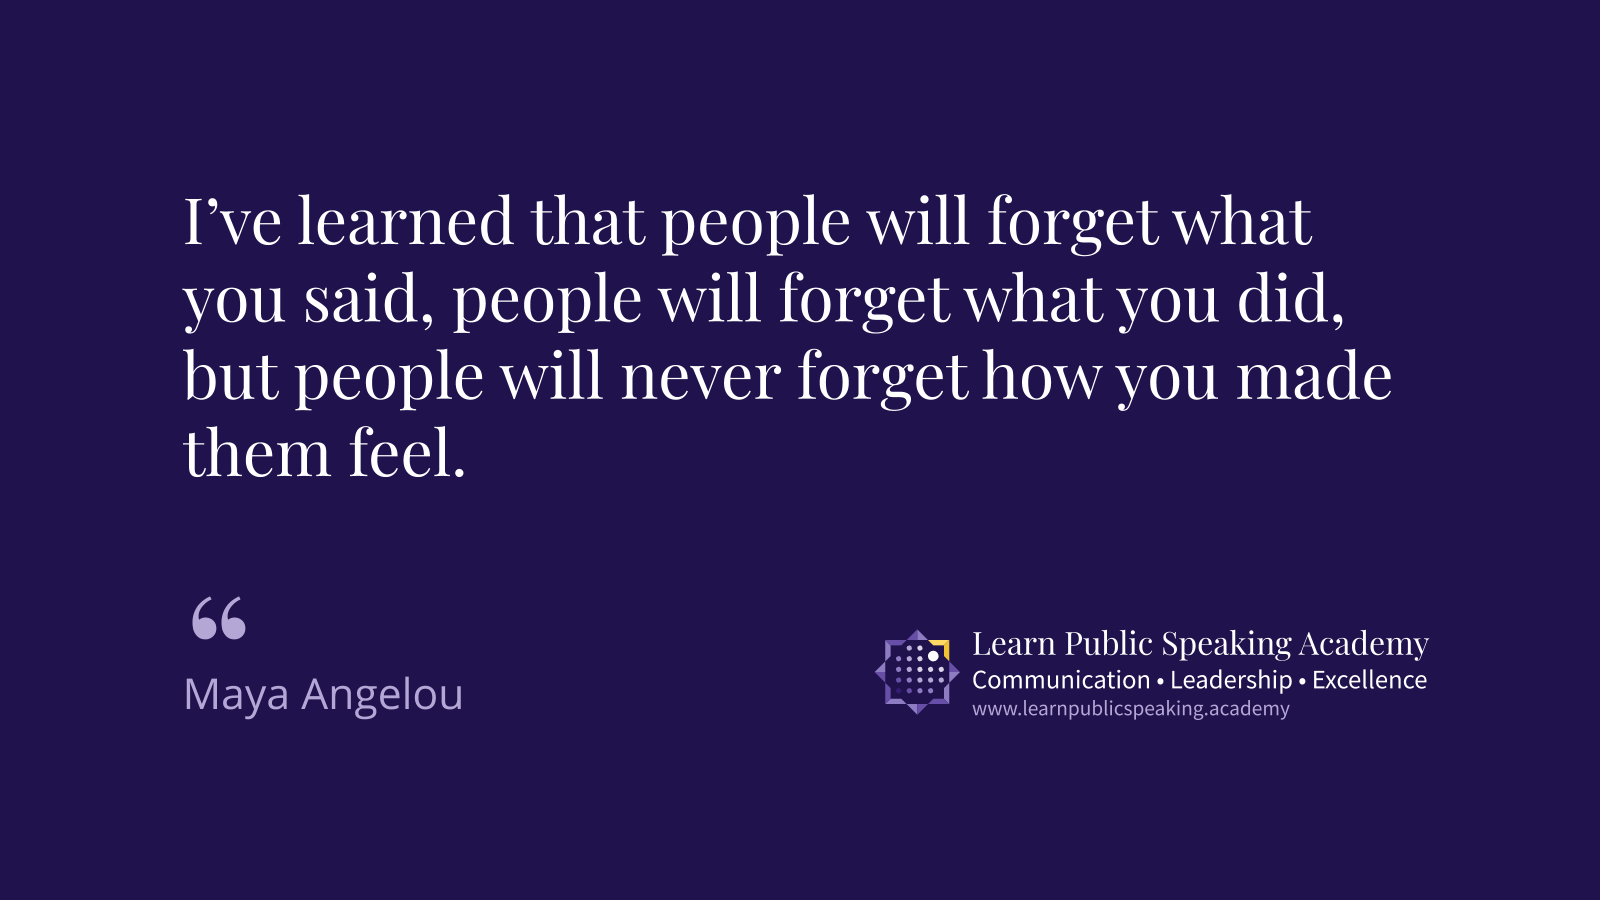 I’ve learned that people will forget what
you said, people will forget what you did,
but people will never forget how you made
them feel.
“
Maya Angelou
Learn Public Speaking Academy
Communication • Leadership • Excellence
www.learnpublicspeaking.academy